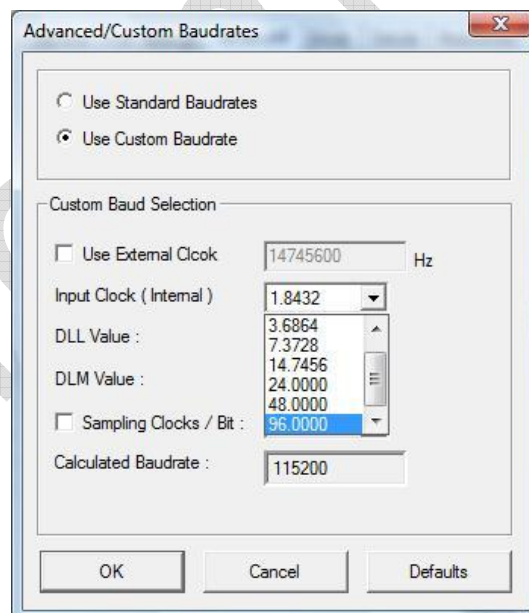 Advanced/Custom Baudrates
Use Standard Baudrates
Use Custom Baudrate
Custom Baud Selection
Use External Clcok 14745600 Hz
Input Clock ( Internal ) 1.8432
3.6864
DLL Value :
7.3728
14.7456
DLM Value :
24.0000
48.0000
Sampling Clocks / Bit : 96.0000
Calculated Baudrate : 115200
OK Cancel Defaults